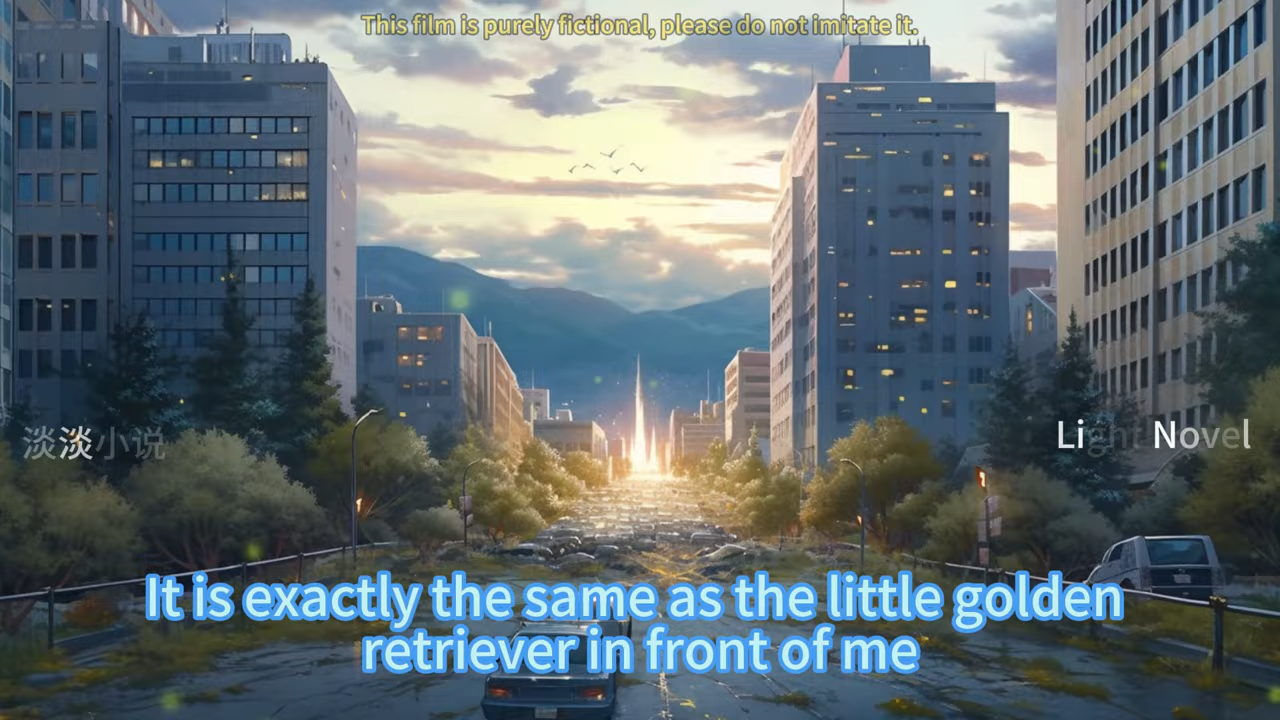 This film is purely fictional, please do not imitate it.
淡淡小说
Light Novel
It is exactly the same as the little golden
retriever in front of me